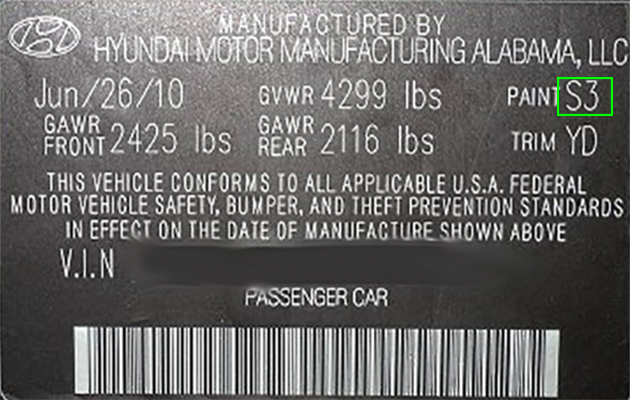 MANUFACTURED BY
HYUNDAI MOTOR MANUFACTURING ALABAMA, LLC
Jun/26/10 GVWR 4299 lbs PAINT S3
GAWR FRONT 2425 lbs GAWR REAR 2116 lbs TRIM YD
THIS VEHICLE CONFORMS TO ALL APPLICABLE U.S.A. FEDERAL
MOTOR VEHICLE SAFETY, BUMPER, AND THEFT PREVENTION STANDARDS
IN EFFECT ON THE DATE OF MANUFACTURE SHOWN ABOVE
V.I.N
PASSENGER CAR